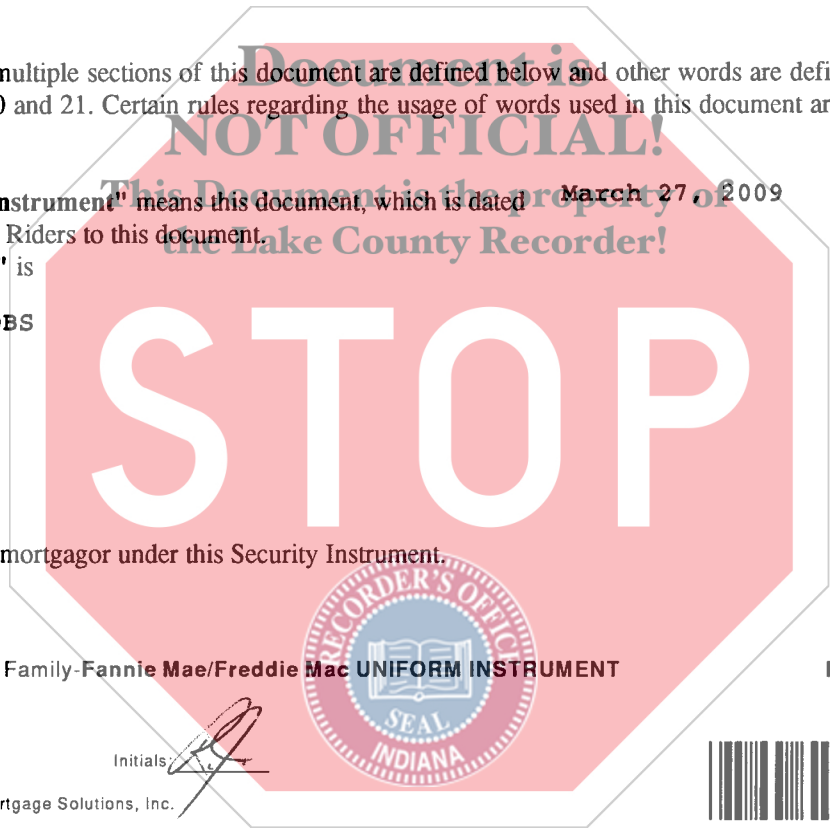 Document is
multiple sections of this document are defined below and other words are defi
0 and 21. Certain rules regarding the usage of words used in this document ar
NOT OFFICIAL!
This Document is the property of
nstrument" means this document, which is dated March 27, 2009
Riders to this document.
the Lake County Recorder!
" is
BS
STOP
mortgagor under this Security Instrument.
RECORDER'S OFFICE
SEAL
INDIANA
Family-Fannie Mae/Freddie Mac UNIFORM INSTRUMENT
Initials:
rtgage Solutions, Inc.